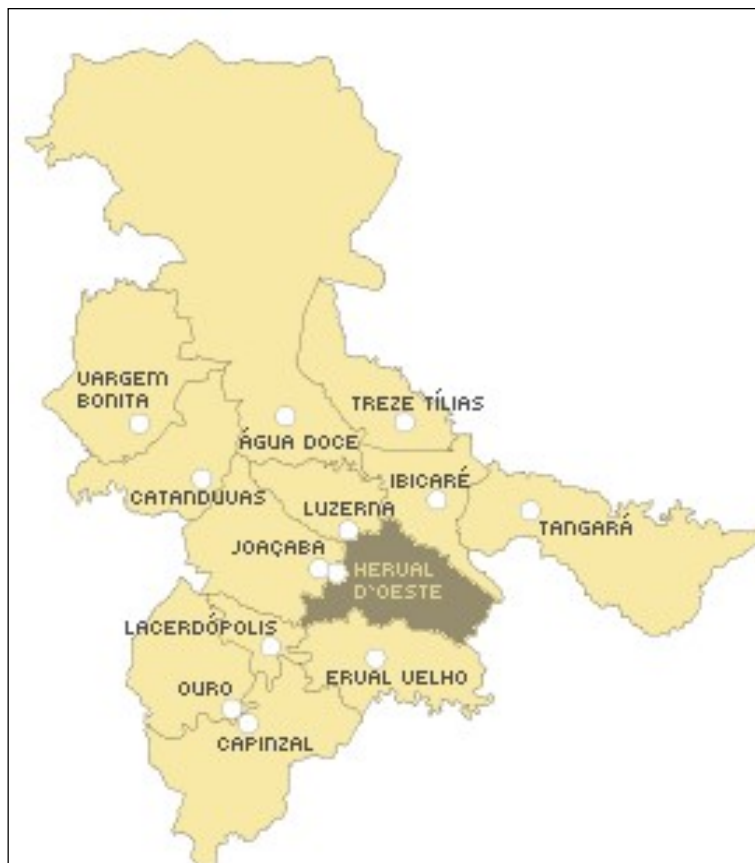 VARGEM
BONITA
TREZE TÍLIAS
ÁGUA DOCE
CATANDUVAS
IBICARÉ
LUZERNA
TANGARÁ
JOAÇABA
HERVAL
D'OESTE
LACERDÓPOLIS
ERVAL VELHO
OURO
CAPINZAL